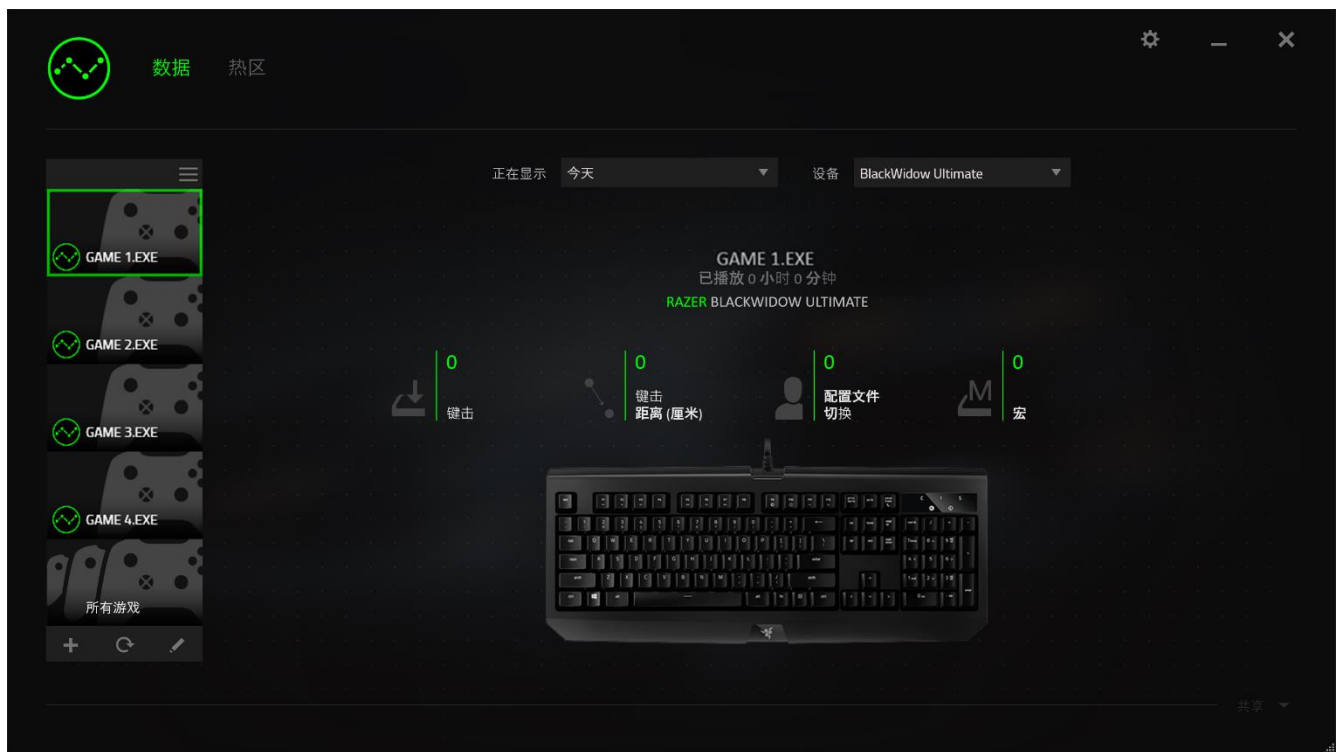 数据 热区
正在显示 今天 设备 BlackWidow Ultimate
GAME 1.EXE
GAME 2.EXE
GAME 3.EXE
GAME 4.EXE
所有游戏
GAME 1.EXE
已播放 0 小时 0 分钟
RAZER BLACKWIDOW ULTIMATE
0
键击
0
键击
距离 (厘米)
0
配置文件
切换
M
0
宏
共享